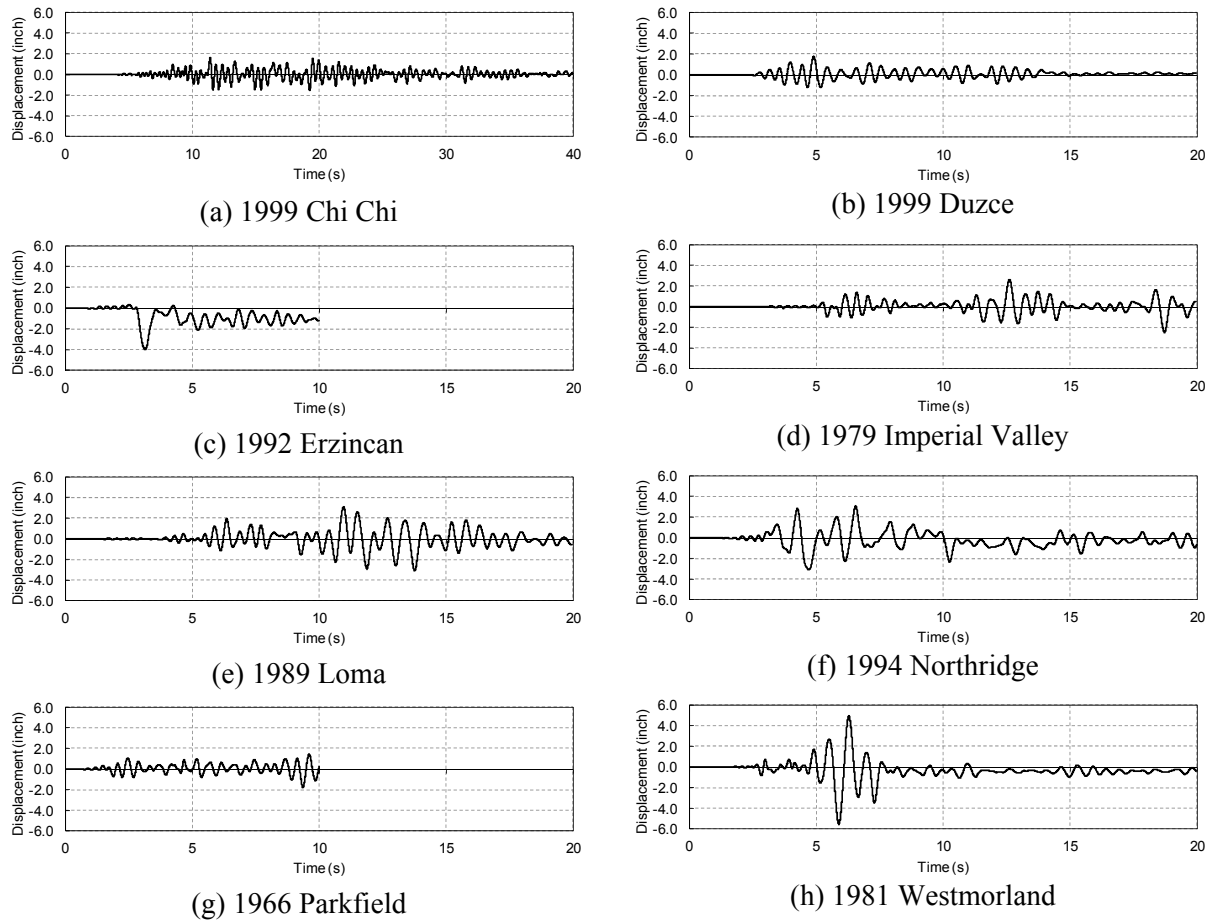 Displacement (inch)
6.0
4.0
2.0
0.0
-2.0
-4.0
-6.0
0 10 20 30 40
Time (s)
(a) 1999 Chi Chi
Displacement (inch)
6.0
4.0
2.0
0.0
-2.0
-4.0
-6.0
0 5 10 15 20
Time (s)
(b) 1999 Duzce
Displacement (inch)
6.0
4.0
2.0
0.0
-2.0
-4.0
-6.0
0 5 10 15 20
Time (s)
(c) 1992 Erzincan
Displacement (inch)
6.0
4.0
2.0
0.0
-2.0
-4.0
-6.0
0 5 10 15 20
Time (s)
(d) 1979 Imperial Valley
Displacement (inch)
6.0
4.0
2.0
0.0
-2.0
-4.0
-6.0
0 5 10 15 20
Time (s)
(e) 1989 Loma
Displacement (inch)
6.0
4.0
2.0
0.0
-2.0
-4.0
-6.0
0 5 10 15 20
Time (s)
(f) 1994 Northridge
Displacement (inch)
6.0
4.0
2.0
0.0
-2.0
-4.0
-6.0
0 5 10 15 20
Time (s)
(g) 1966 Parkfield
Displacement (inch)
6.0
4.0
2.0
0.0
-2.0
-4.0
-6.0
0 5 10 15 20
Time (s)
(h) 1981 Westmorland